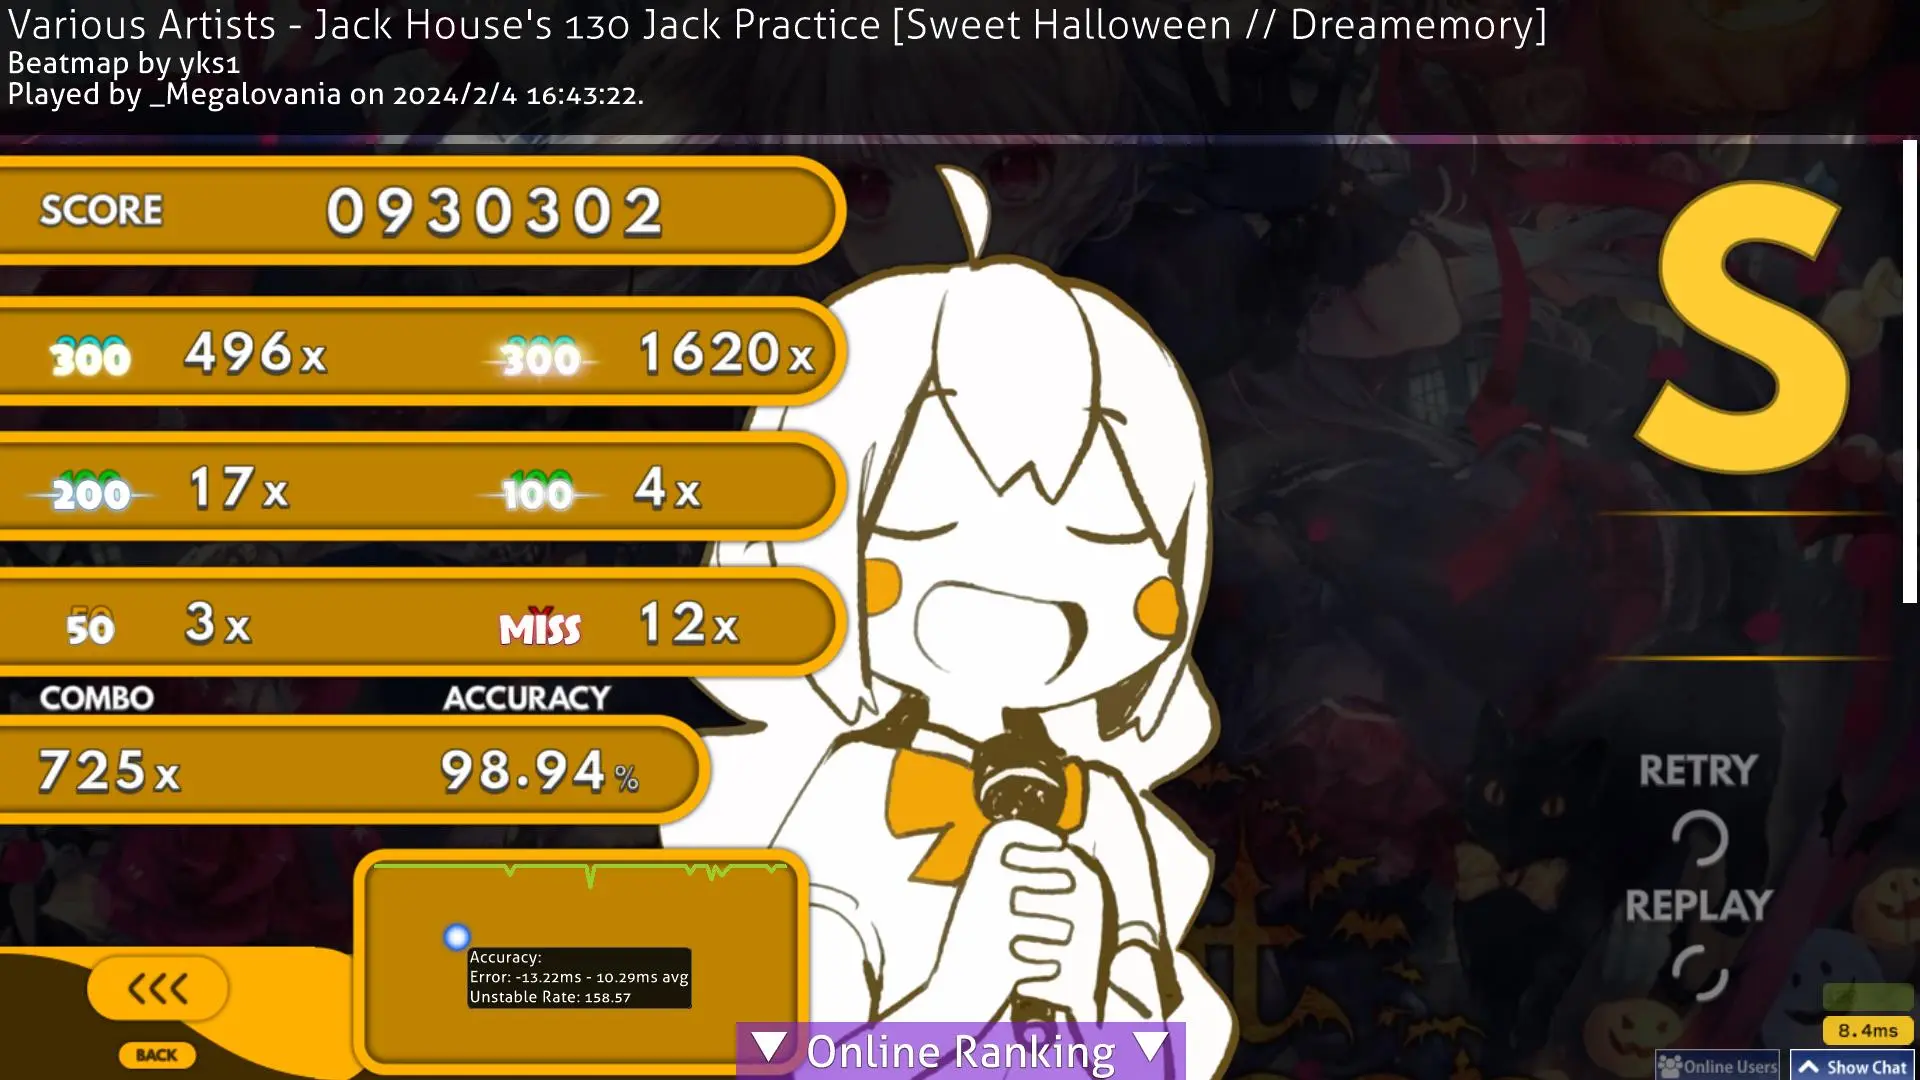 Various Artists - Jack House's 130 Jack Practice [Sweet Halloween // Dreamemory]
Beatmap by yks1
Played by _Megalovania on 2024/2/4 16:43:22.
SCORE 0930302
300 496x 300 1620x
200 17x 100 4x
50 3x MISS 12x
COMBO ACCURACY
725x 98.94%
RETRY
REPLAY
Accuracy:
Error: -13.22ms - 10.29ms avg
Unstable Rate: 158.57
<<<
BACK
▼ Online Ranking ▼
8.4ms
Online Users
Show Chat
S